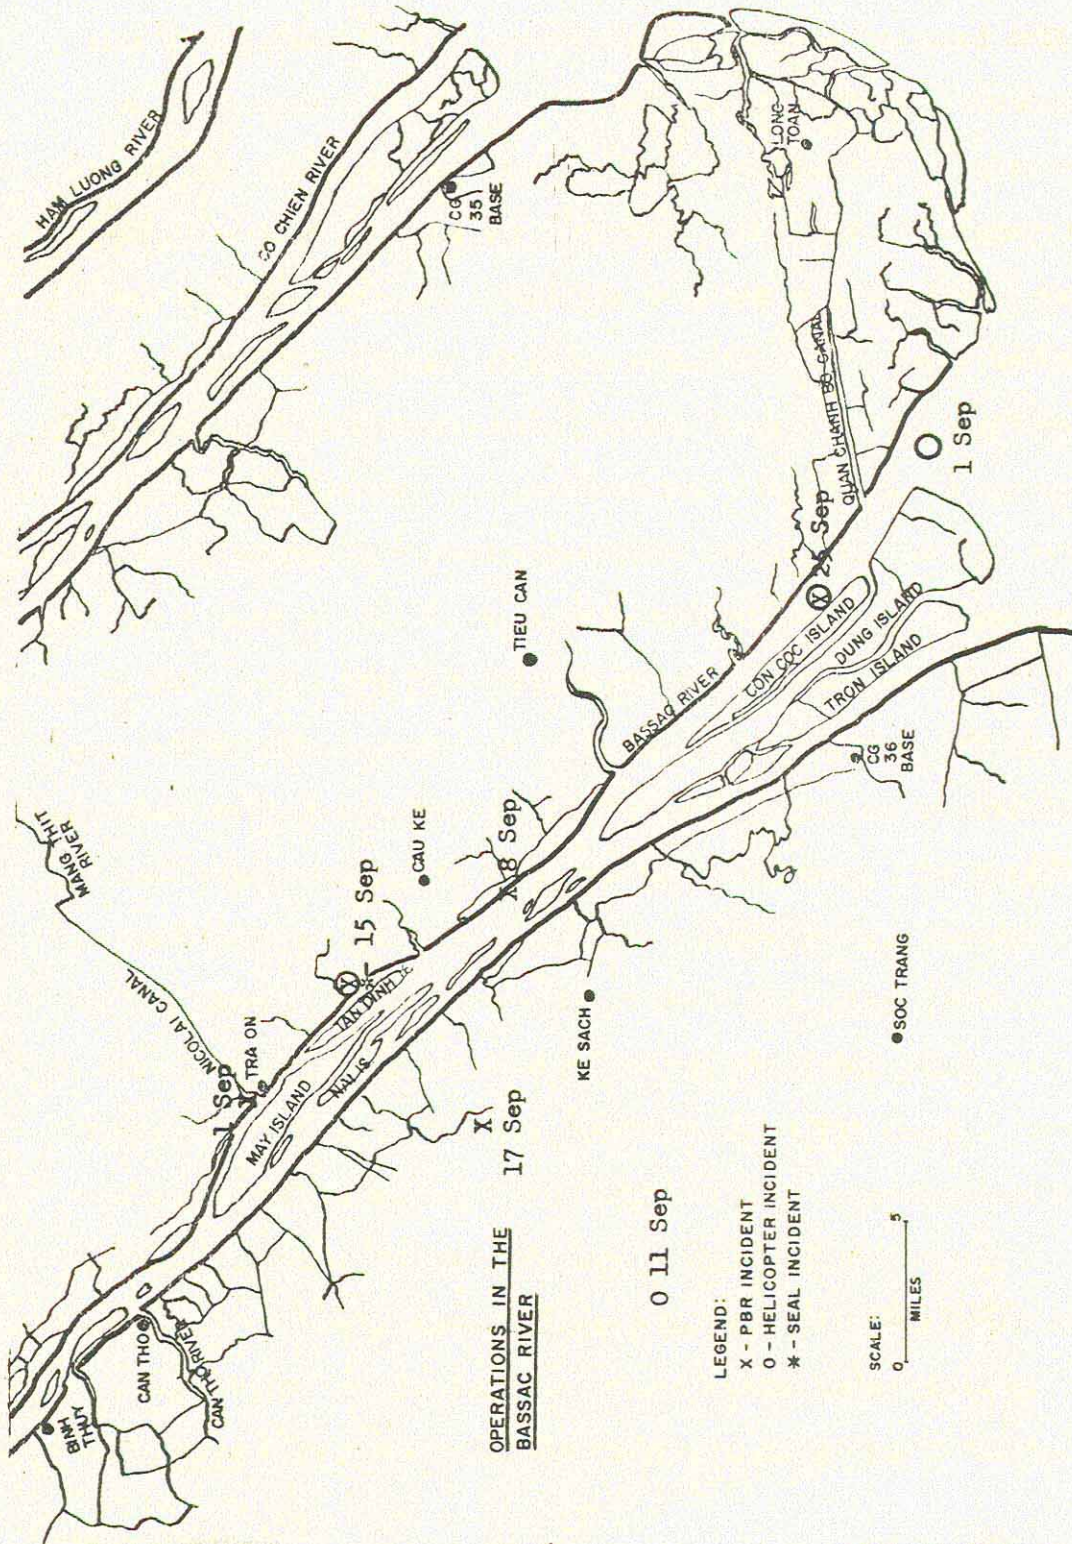 HAM LUONG RIVER
CO CHIEN RIVER
CG
35
BASE
LONG
TOAN
QUAN CHANH BO CANAL
1 Sep
TIEU CAN
BASSAC RIVER
CON COC ISLAND
DUNG ISLAND
TRON ISLAND
CG
36
BASE
MANG THIT
RIVER
NICOLAI CANAL
TRA ON
1 Sep
X
15 Sep
*
CAU KE
X 8 Sep
TAN DINH
MAY ISLAND
KE SACH
SOC TRANG
X
17 Sep
BINH
THUY
CAN THO
CAN THO RIVER
OPERATIONS IN THE
BASSAC RIVER
O 11 Sep
LEGEND:
X - PBR INCIDENT
O - HELICOPTER INCIDENT
* - SEAL INCIDENT
SCALE:
0 5
MILES